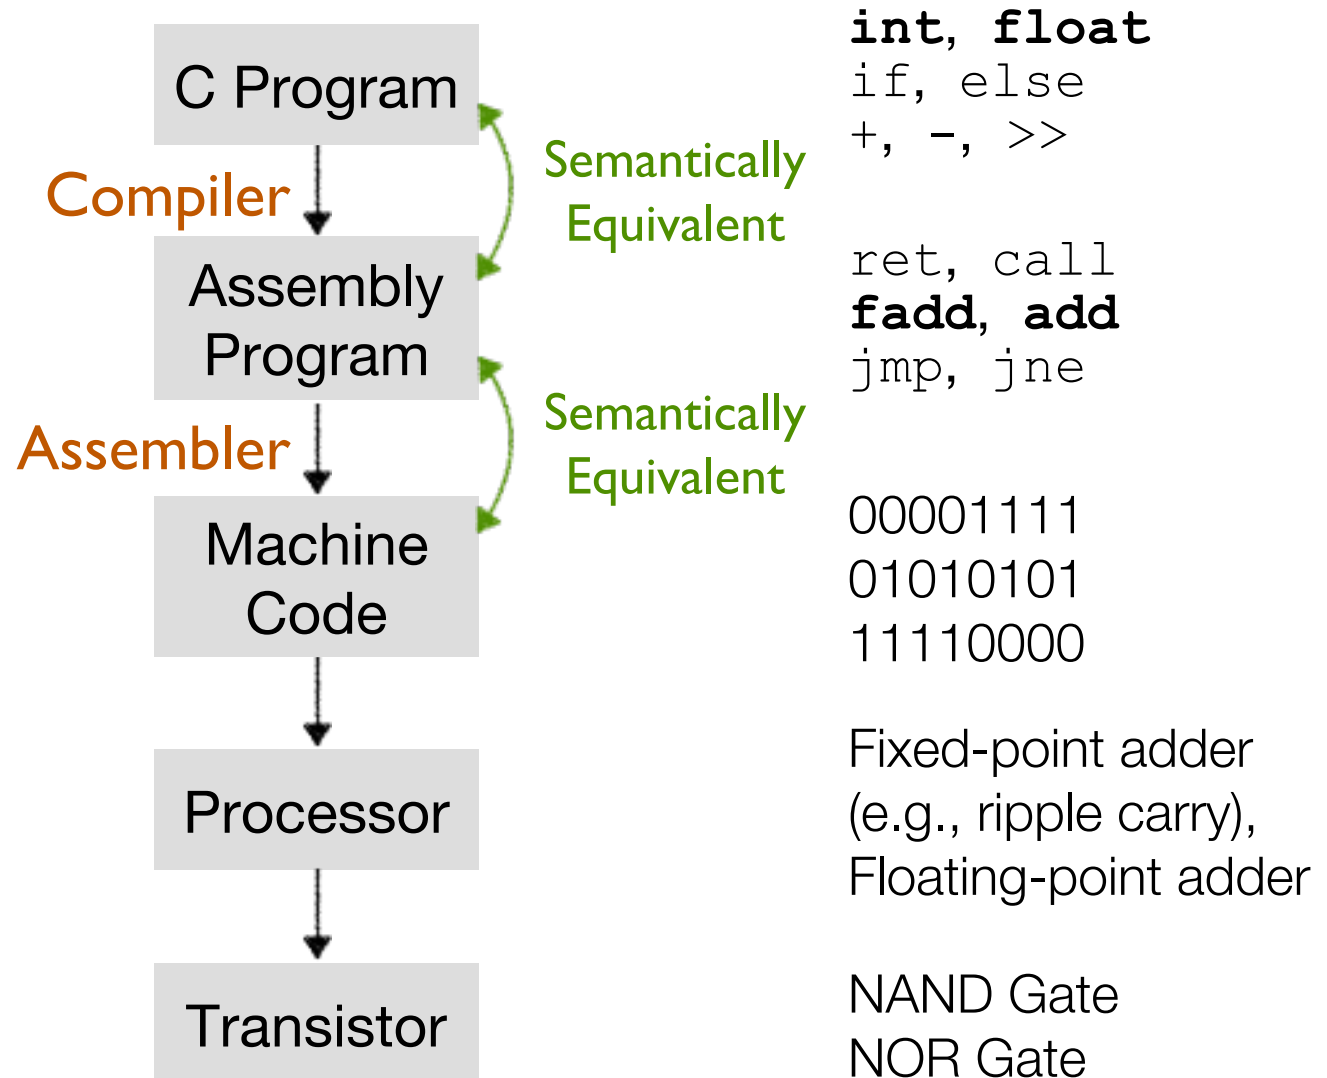 C Program
int, float
if, else
+, -, >>
Compiler
Semantically
Equivalent
Assembly
Program
ret, call
fadd, add
jmp, jne
Assembler
Semantically
Equivalent
Machine
Code
00001111
01010101
11110000
Processor
Fixed-point adder
(e.g., ripple carry),
Floating-point adder
Transistor
NAND Gate
NOR Gate